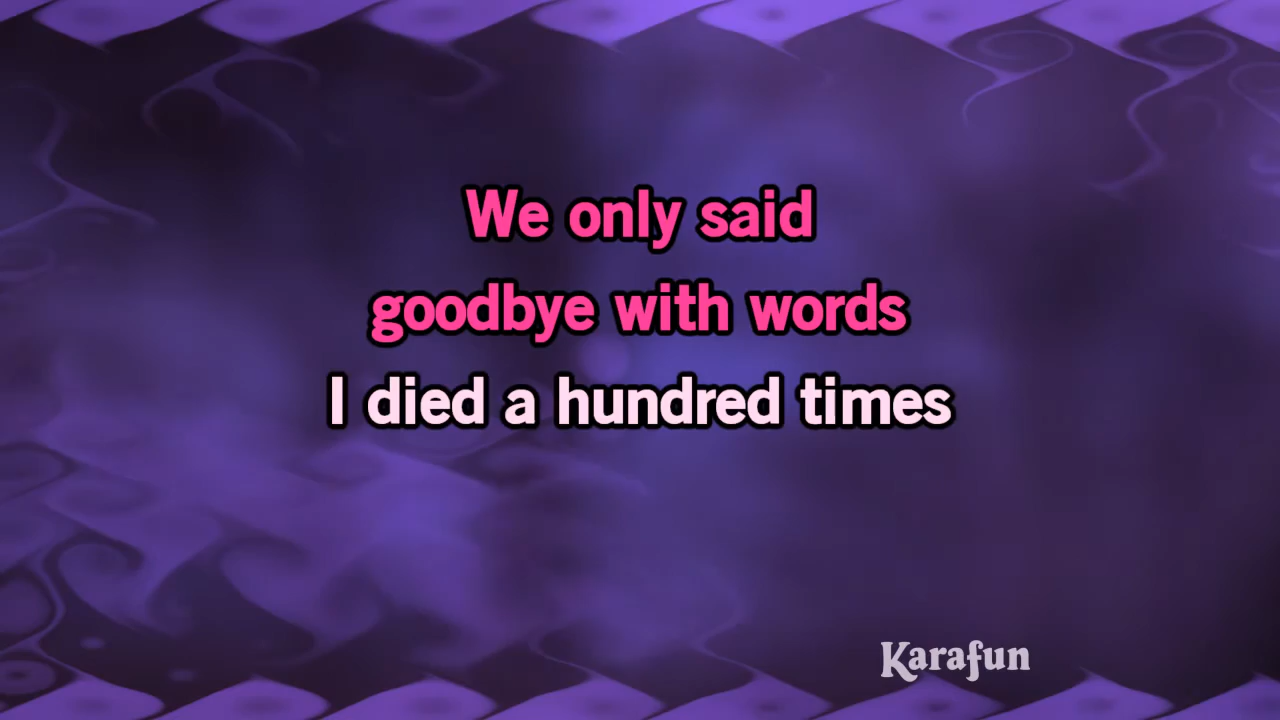 We only said
goodbye with words
I died a hundred times
Karafun